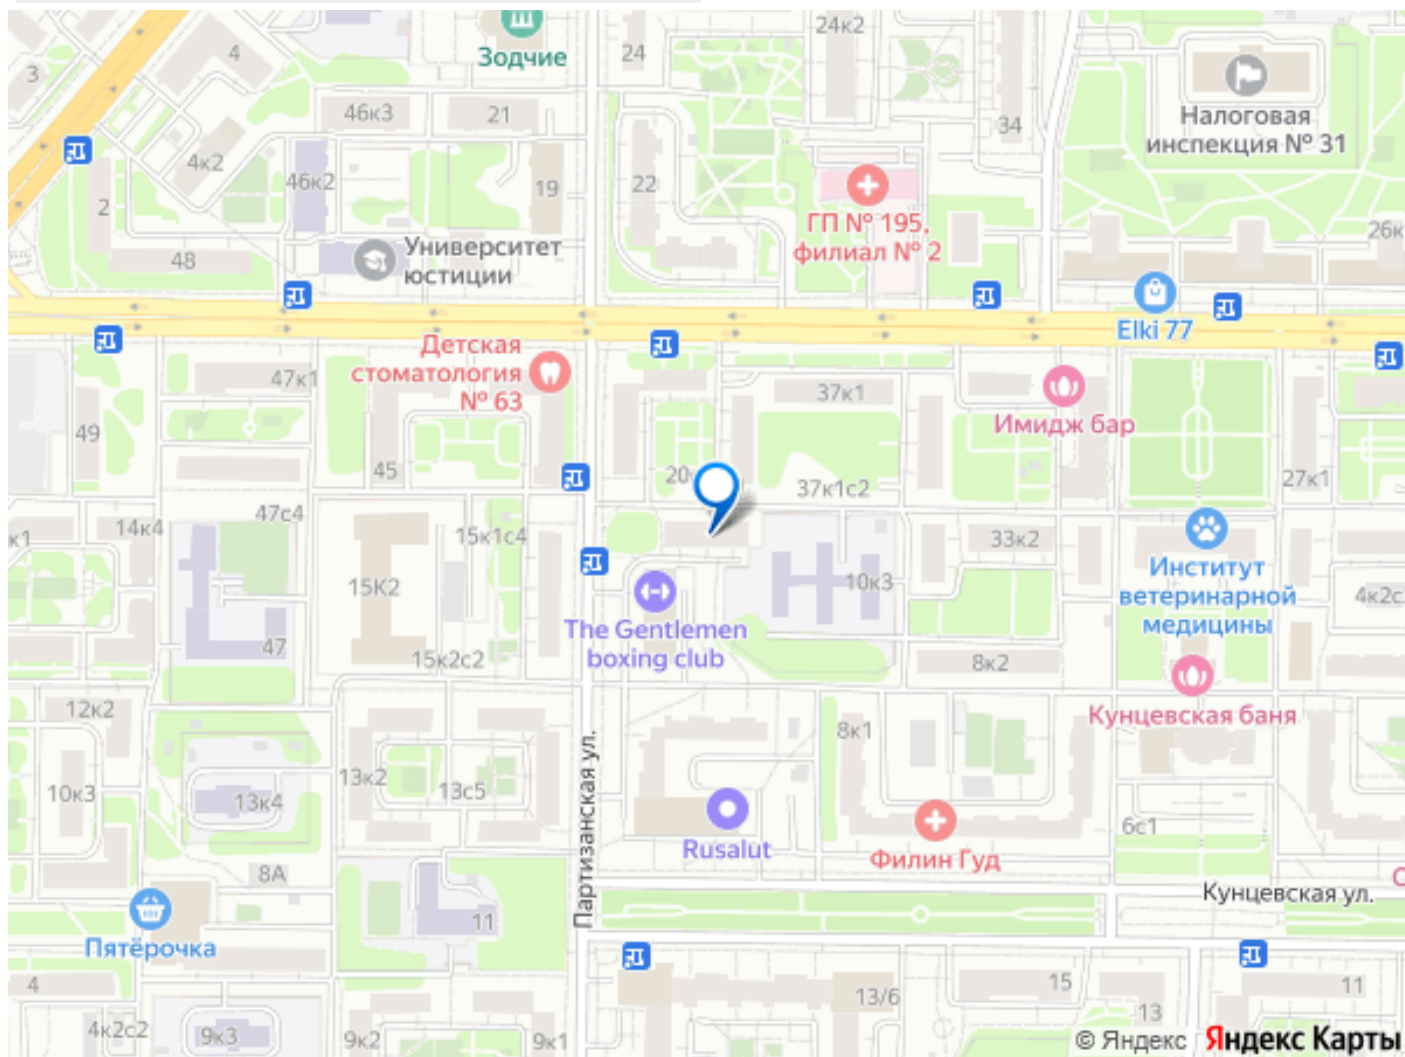 Зодчие
24
24к2
4
3
46к3
21
34
Налоговая
инспекция № 31
4к2
46к2
19
22
2
ГП № 195,
филиал № 2
26к
48
Университет
юстиции
Elki 77
Детская
стоматология
№ 63
47к1
37к1
Имидж бар
49
45
20
37к1с2
27к1
47с4
14к4
к1
15к1с4
33к2
15К2
10к3
Институт
ветеринарной
медицины
4к2с
The Gentlemen
boxing club
47
15к2с2
8к2
12к2
Кунцевская баня
8к1
13к2
13с5
10к3
13к4
Партизанская ул.
Rusalut
Филин Гуд
6с1
8А
Кунцевская ул.
С
11
Пятёрочка
4
13/6
15
11
13
4к2с2
9к3
9к2
9к1
© Яндекс Яндекс Карты